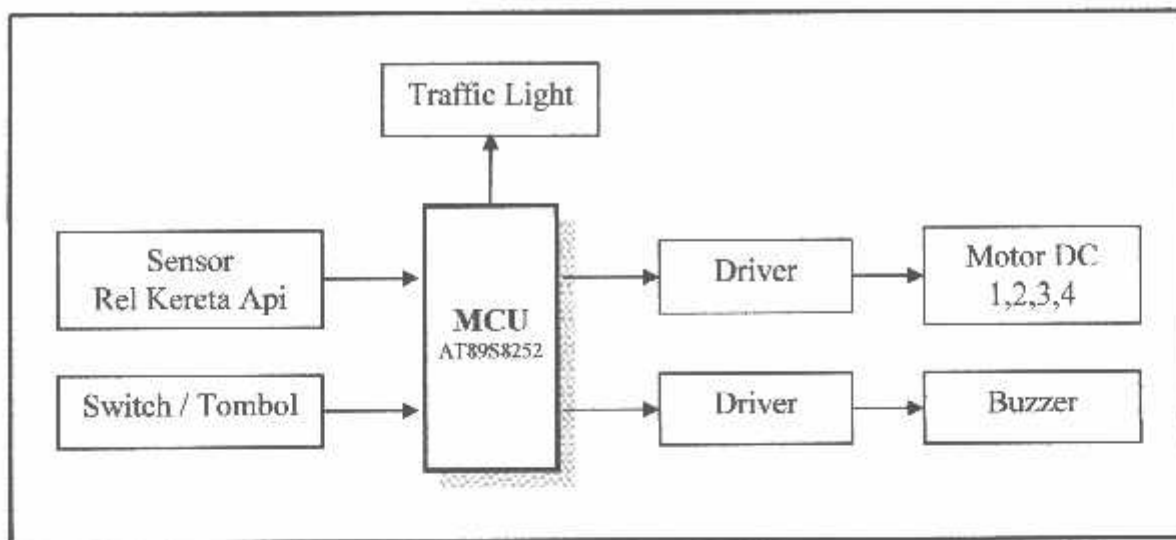 Traffic Light
Sensor
Rel Kereta Api
MCU
AT89S8252
Driver
Motor DC
1,2,3,4
Switch / Tombol
Driver
Buzzer